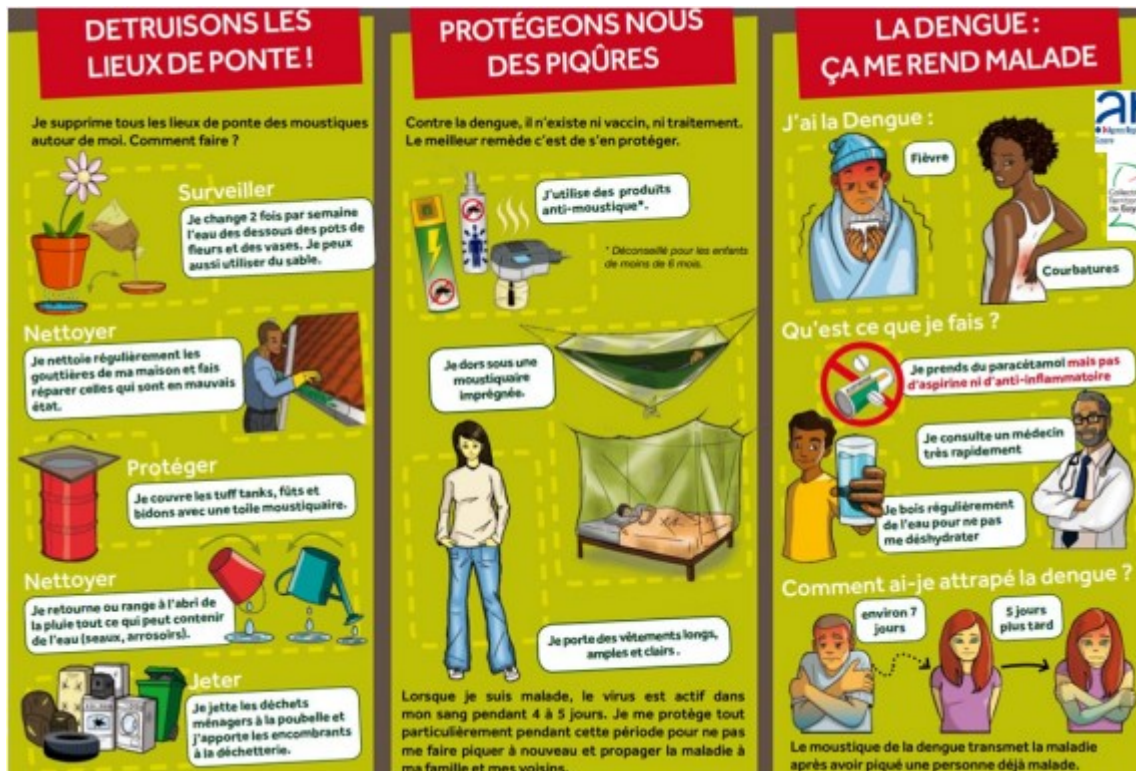 DETRUISONS LES
LIEUX DE PONTE !
Je supprime tous les lieux de ponte des moustiques
autour de moi. Comment faire ?
Surveiller
Je change 2 fois par semaine
l'eau des dessous des pots de
fleurs et des vases. Je peux
aussi utiliser du sable.
Nettoyer
Je nettoie régulièrement les
gouttières de ma maison et fais
réparer celles qui sont en mauvais
état.
Protéger
Je couvre les tuff tanks, fûts et
bidons avec une toile moustiquaire.
Nettoyer
Je retourne ou range à l'abri de
la pluie tout ce qui peut contenir
de l'eau (seaux, arrosoirs).
Jeter
Je jette les déchets
ménagers à la poubelle et
j'apporte les encombrants
à la déchetterie.
PROTÉGEONS NOUS
DES PIQÛRES
Contre la dengue, il n'existe ni vaccin, ni traitement.
Le meilleur remède c'est de s'en protéger.
J'utilise des produits
anti-moustique*.
* Déconseillé pour les enfants
de moins de 6 mois.
Je dors sous une
moustiquaire
imprégnée.
Je porte des vêtements longs,
amples et clairs .
Lorsque je suis malade, le virus est actif dans
mon sang pendant 4 à 5 jours. Je me protège tout
particulièrement pendant cette période pour ne pas
me faire piquer à nouveau et propager la maladie à
ma famille et mes voisins.
LA DENGUE :
ÇA ME REND MALADE
J'ai la Dengue :
Fièvre
Courbatures
Qu'est ce que je fais ?
Je prends du paracétamol mais pas
d'aspirine ni d'anti-inflammatoire
Je consulte un médecin
très rapidement
Je bois régulièrement
de l'eau pour ne pas
me déshydrater
Comment ai-je attrapé la dengue ?
environ 7
jours
5 jours
plus tard
Le moustique de la dengue transmet la maladie
après avoir piqué une personne déjà malade.